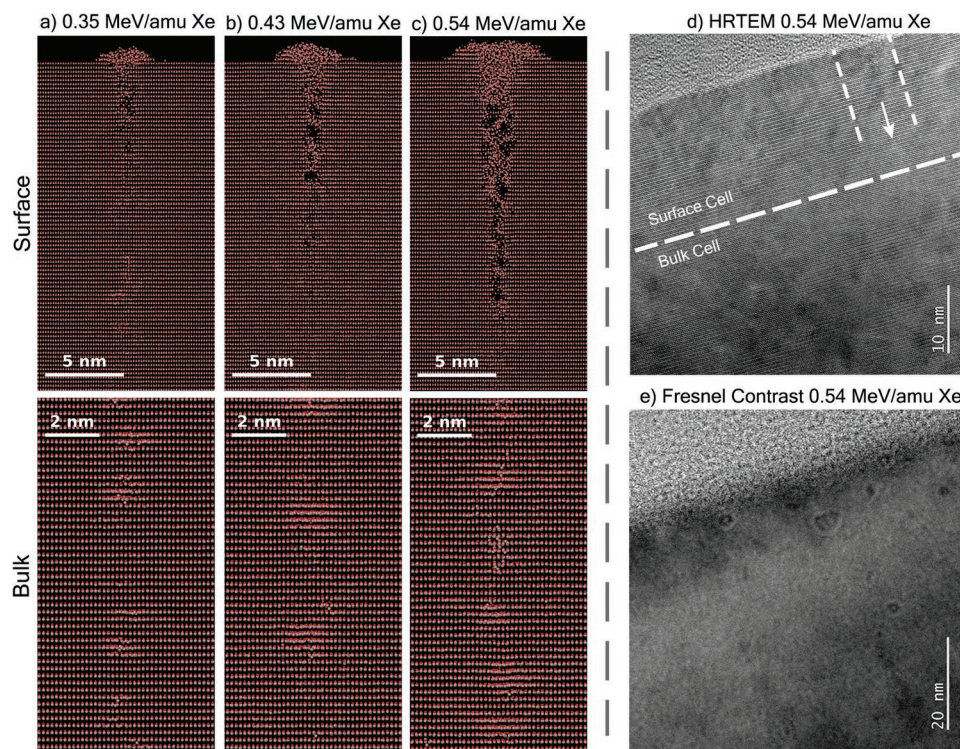 a) 0.35 MeV/amu Xe
b) 0.43 MeV/amu Xe
c) 0.54 MeV/amu Xe
Surface
5 nm
5 nm
5 nm
Bulk
2 nm
2 nm
2 nm
d) HRTEM 0.54 MeV/amu Xe
Surface Cell
Bulk Cell
10 nm
e) Fresnel Contrast 0.54 MeV/amu Xe
20 nm